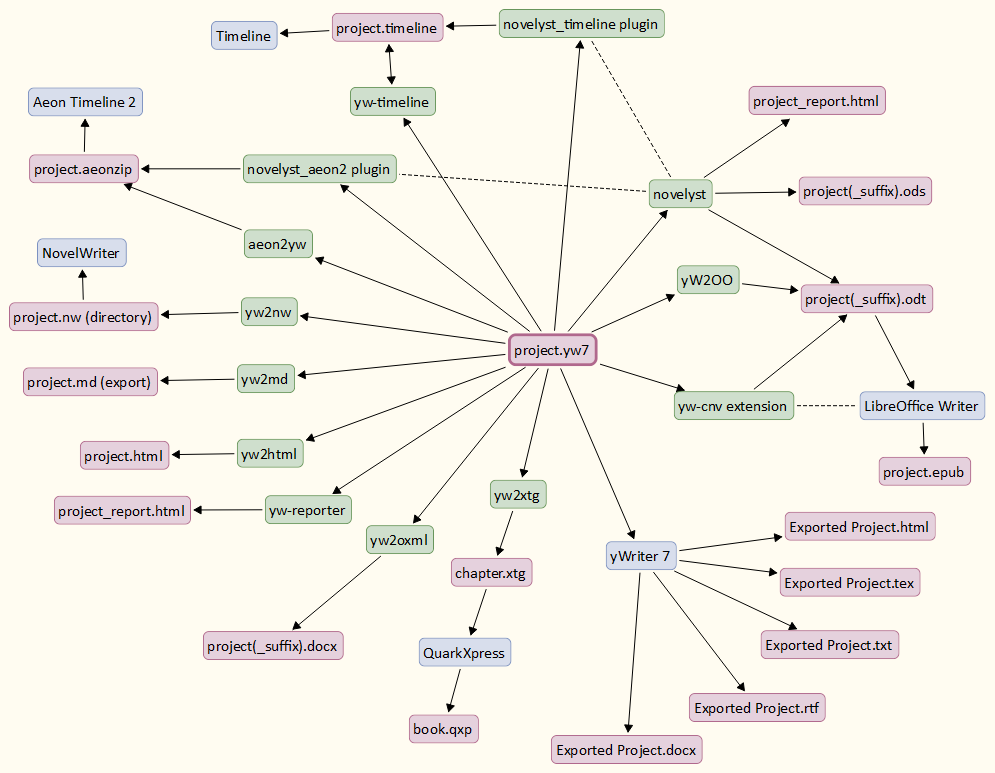 novelyst_timeline plugin
project.timeline
Timeline
Aeon Timeline 2
yw-timeline
project_report.html
project.aeonzip
novelyst_aeon2 plugin
novelyst
project(_suffix).ods
NovelWriter
aeon2yw
yW2OO
project(_suffix).odt
project.nw (directory)
yw2nw
project.yw7
project.md (export)
yw2md
yw-cnv extension
LibreOffice Writer
project.html
yw2html
project.epub
project_report.html
yw-reporter
yw2xtg
Exported Project.html
yw2oxml
yWriter 7
chapter.xtg
Exported Project.tex
project(_suffix).docx
QuarkXpress
Exported Project.txt
book.qxp
Exported Project.rtf
Exported Project.docx